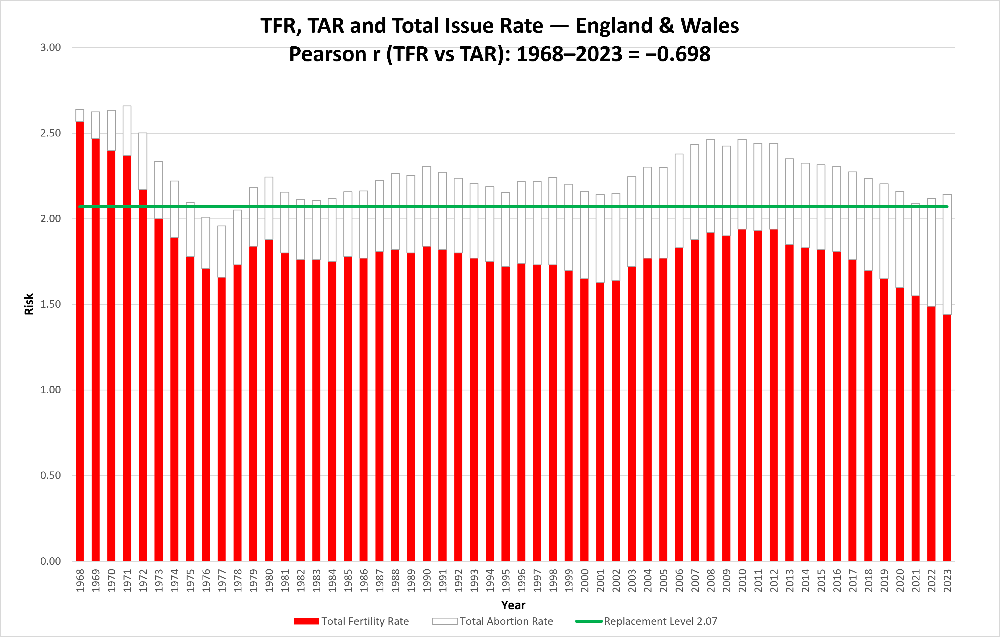 TFR, TAR and Total Issue Rate — England & Wales
Pearson r (TFR vs TAR): 1968–2023 = –0.698
3.00
2.50
2.00
1.50
1.00
0.50
0.00
Risk
1968 1969 1970 1971 1972 1973 1974 1975 1976 1977 1978 1979 1980 1981 1982 1983 1984 1985 1986 1987 1988 1989 1990 1991 1992 1993 1994 1995 1996 1997 1998 1999 2000 2001 2002 2003 2004 2005 2006 2007 2008 2009 2010 2011 2012 2013 2014 2015 2016 2017 2018 2019 2020 2021 2022 2023
Year
Total Fertility Rate Total Abortion Rate Replacement Level 2.07